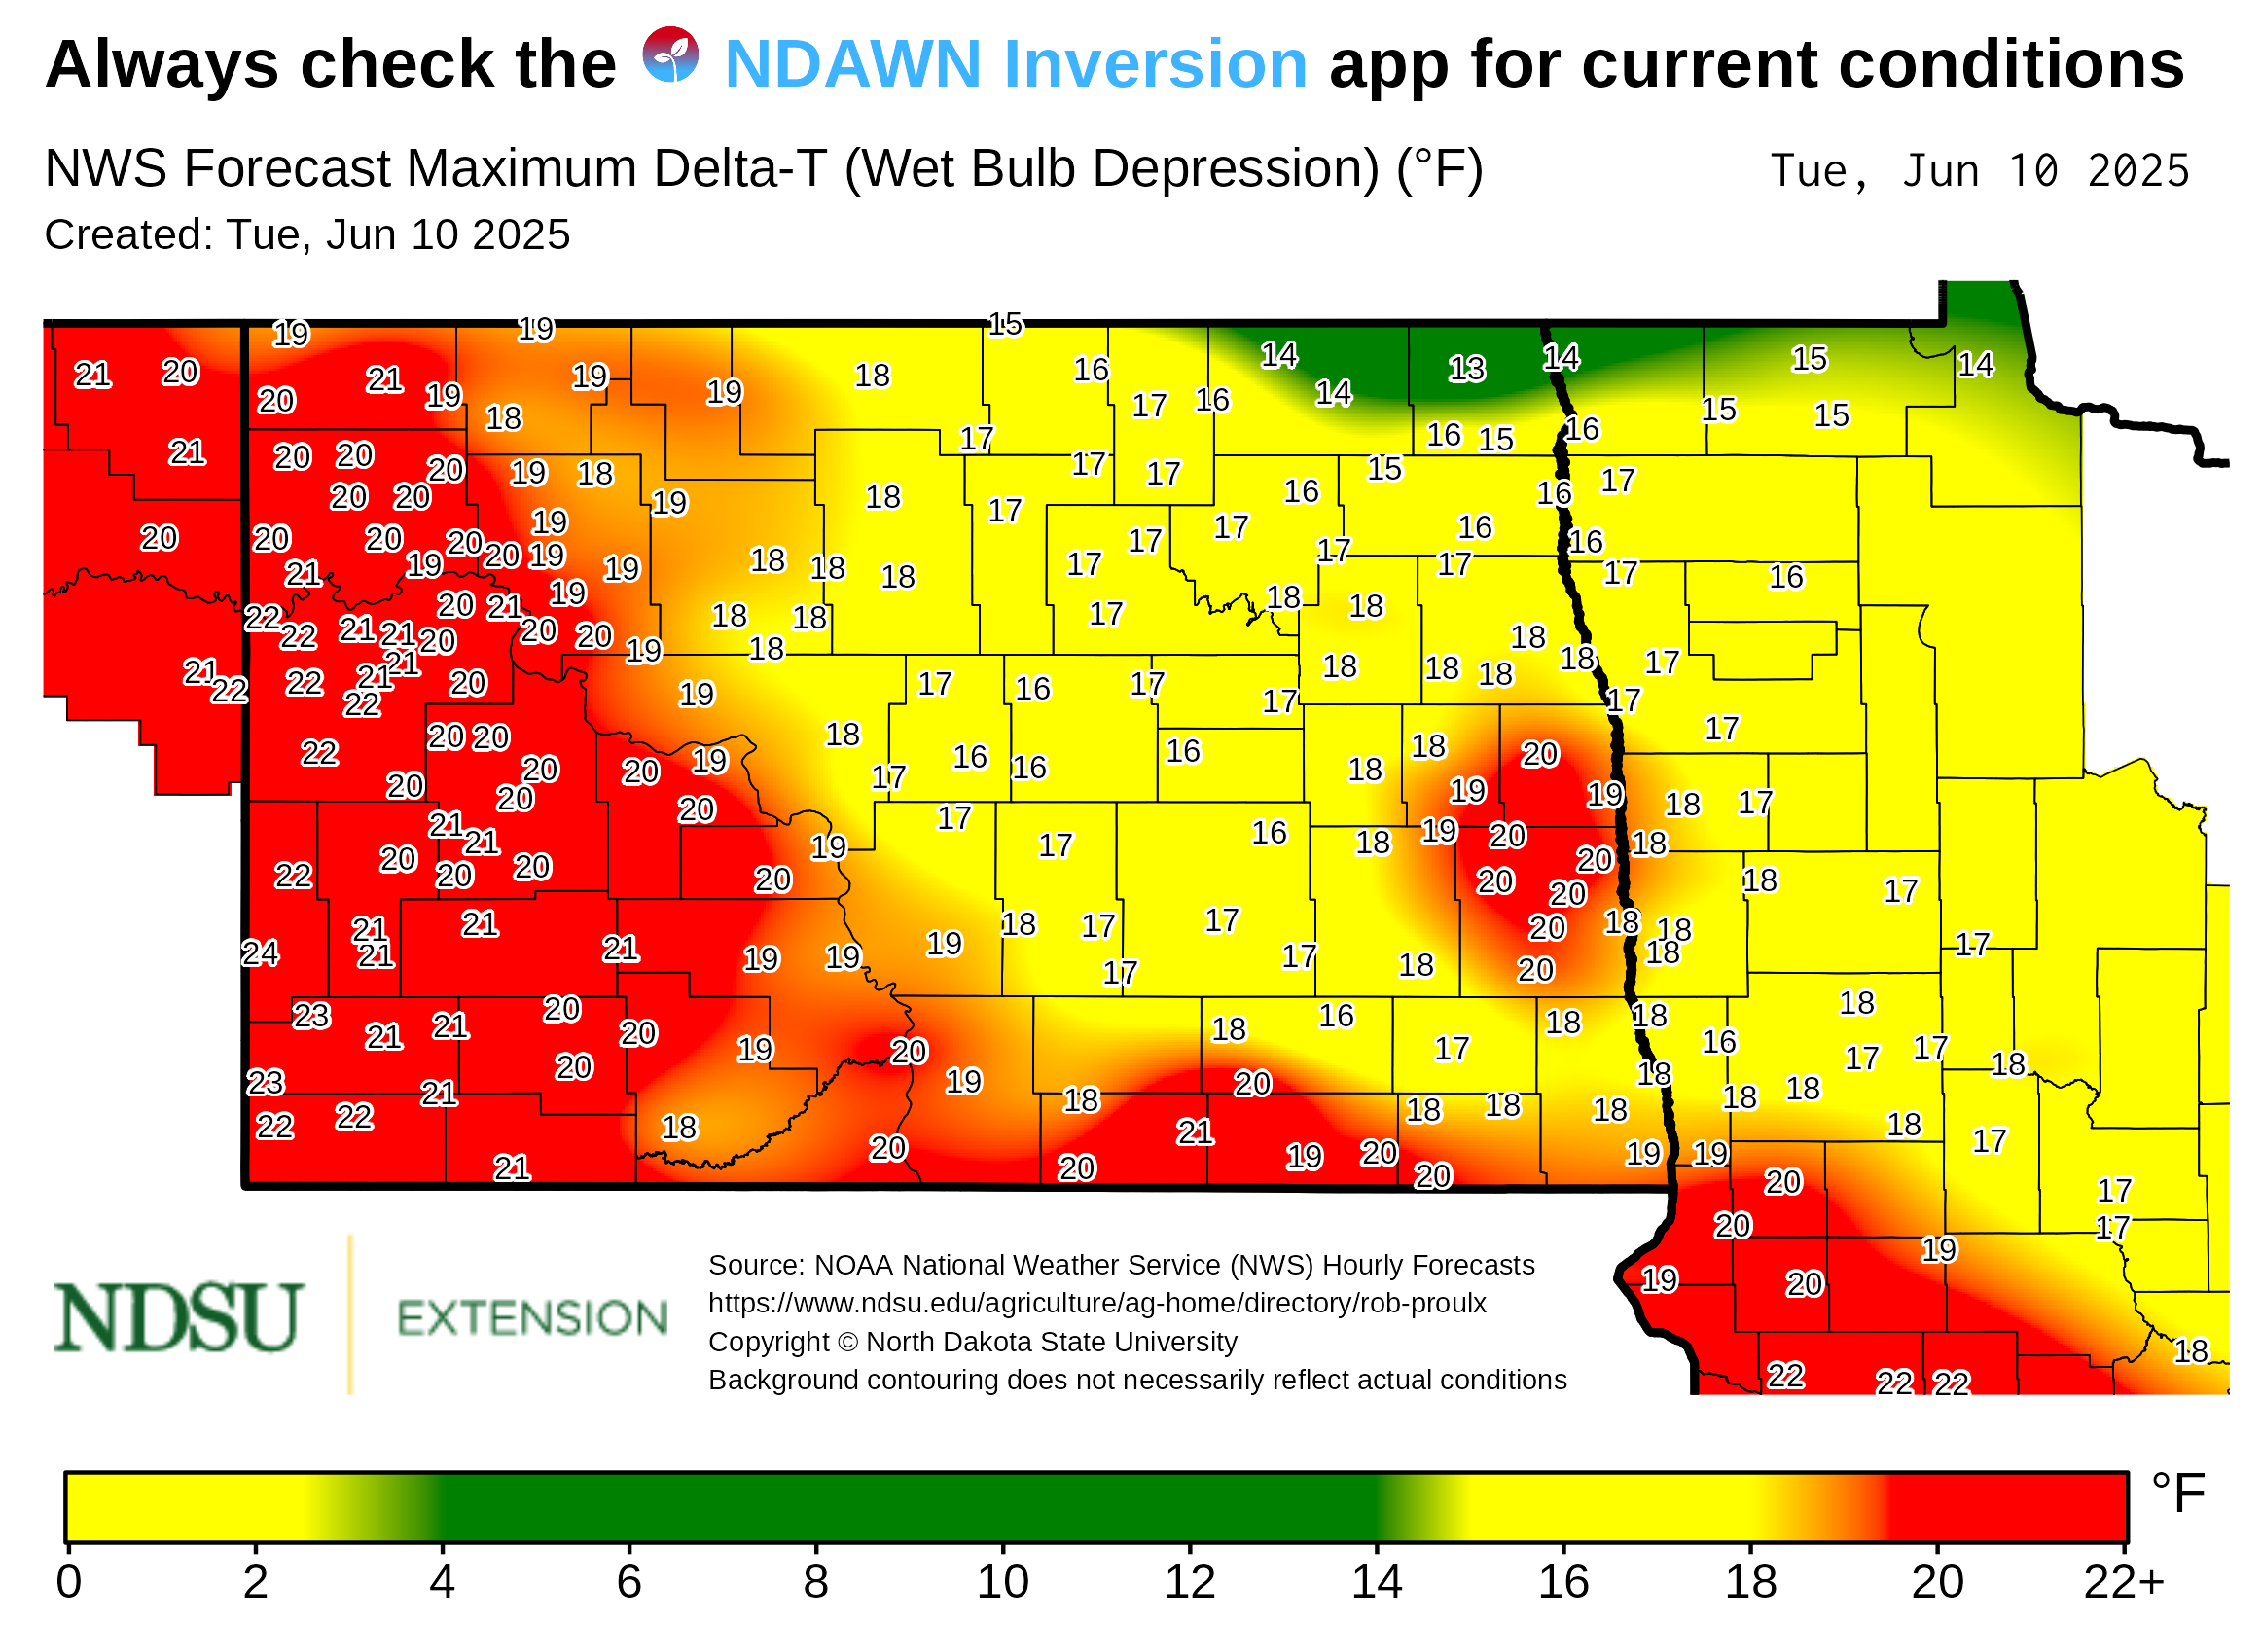 Always check the NDAWN Inversion app for current conditions
NWS Forecast Maximum Delta-T (Wet Bulb Depression) (°F) Tue, Jun 10 2025
Created: Tue, Jun 10 2025
19 19 15
21 20 20 21 19 18 19 19 18 16 17 16 14 14 13 14 15 14
15 15
21 20 20 20 19 18 17 17 17 16 15 16 15 16
20 20 19 18 17 16 17 16
20 20 20 20 20 19 19 17 17 16 17 16
21 19 19 19 18 18 18 17 17 17 17 16
22 22 21 21 20 20 21 20 20 19 18 18 18 17 18 18 18 18 17
21 22 22 21 21 22 20 19 17 16 17 17 18 18 18 17
22 20 20 20 19 18 16 16 16 18 18 20 17
20 20 20 20 17 17 18 19 19 18 17
21 21 19 17 16 18 19 20 18
22 20 20 20 20 20 20 20 18 17
24 21 21 21 21 19 19 19 18 17 17 17 17 18 20 20 18 18 18 17
23 21 21 20 20 19 20 18 16 17 18 18 16 18
23 21 20 19 20 18 17 17 18
22 22 18 18 21 18 18 18 18 18 18 17
21 20 20 19 20 20 19 19 20 17
20 17
19 20 19
18
22 22 22
NDSU EXTENSION
Source: NOAA National Weather Service (NWS) Hourly Forecasts
https://www.ndsu.edu/agriculture/ag-home/directory/rob-proulx
Copyright © North Dakota State University
Background contouring does not necessarily reflect actual conditions
°F
0 2 4 6 8 10 12 14 16 18 20 22+